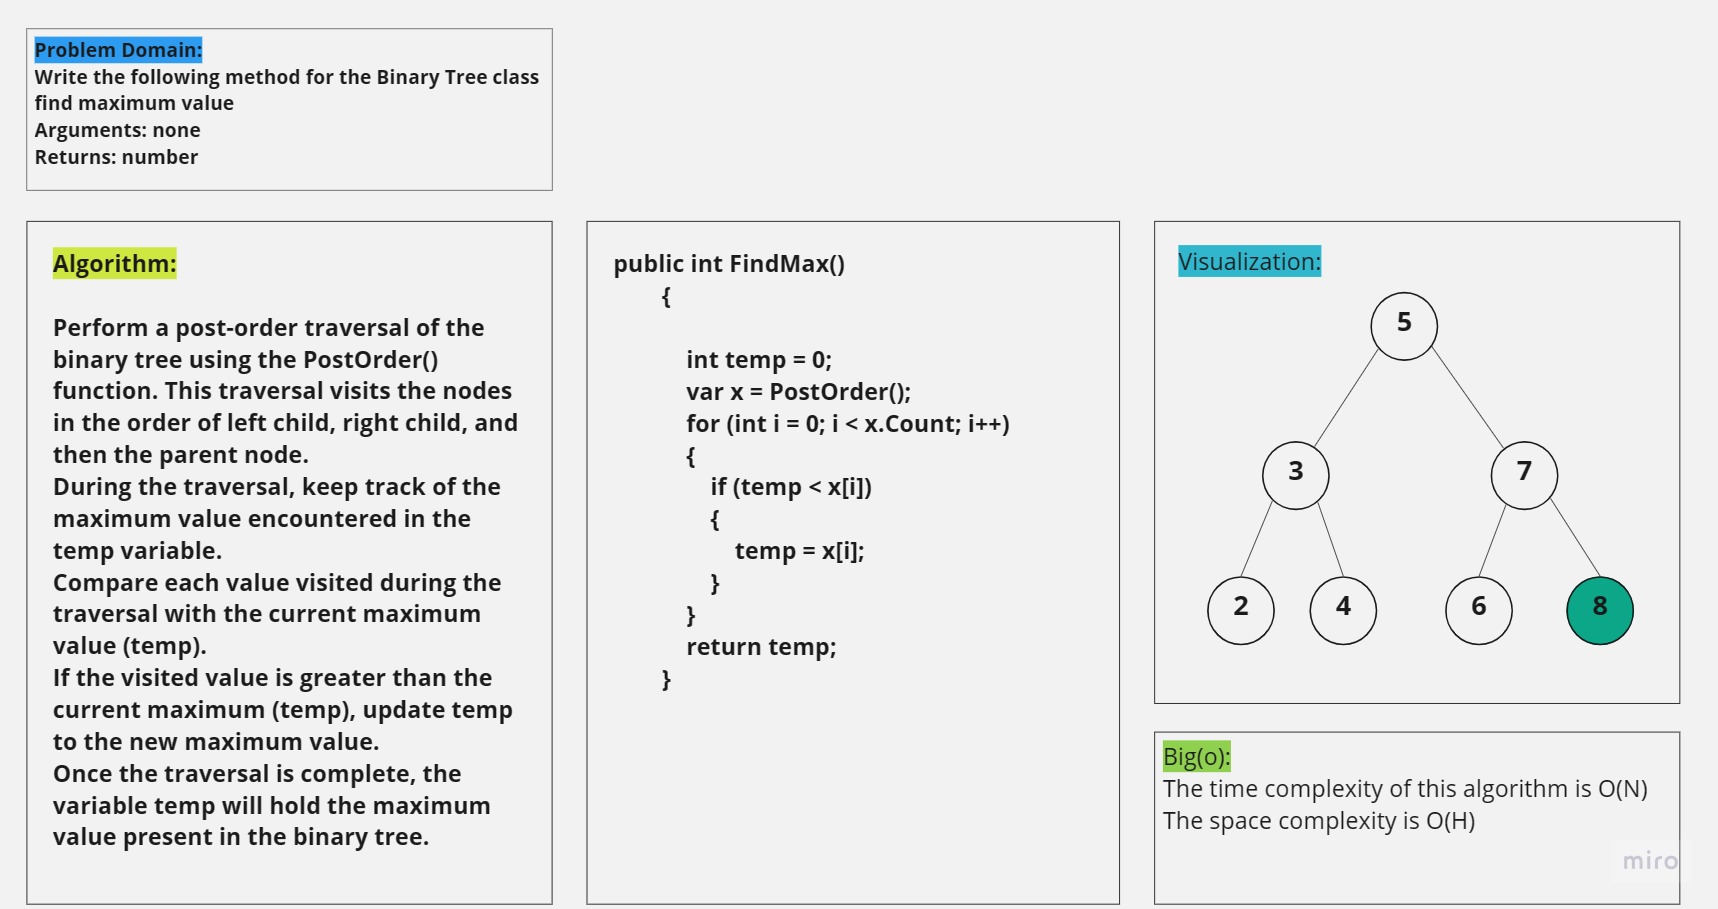 Problem Domain:
Write the following method for the Binary Tree class
find maximum value
Arguments: none
Returns: number
Algorithm:
Perform a post-order traversal of the
binary tree using the PostOrder()
function. This traversal visits the nodes
in the order of left child, right child, and
then the parent node.
During the traversal, keep track of the
maximum value encountered in the
temp variable.
Compare each value visited during the
traversal with the current maximum
value (temp).
If the visited value is greater than the
current maximum (temp), update temp
to the new maximum value.
Once the traversal is complete, the
variable temp will hold the maximum
value present in the binary tree.
public int FindMax()
{
int temp = 0;
var x = PostOrder();
for (int i = 0; i < x.Count; i++)
{
if (temp < x[i])
{
temp = x[i];
}
}
return temp;
}
Visualization:
5
3 7
2 4 6 8
Big(o):
The time complexity of this algorithm is O(N)
The space complexity is O(H)
miro